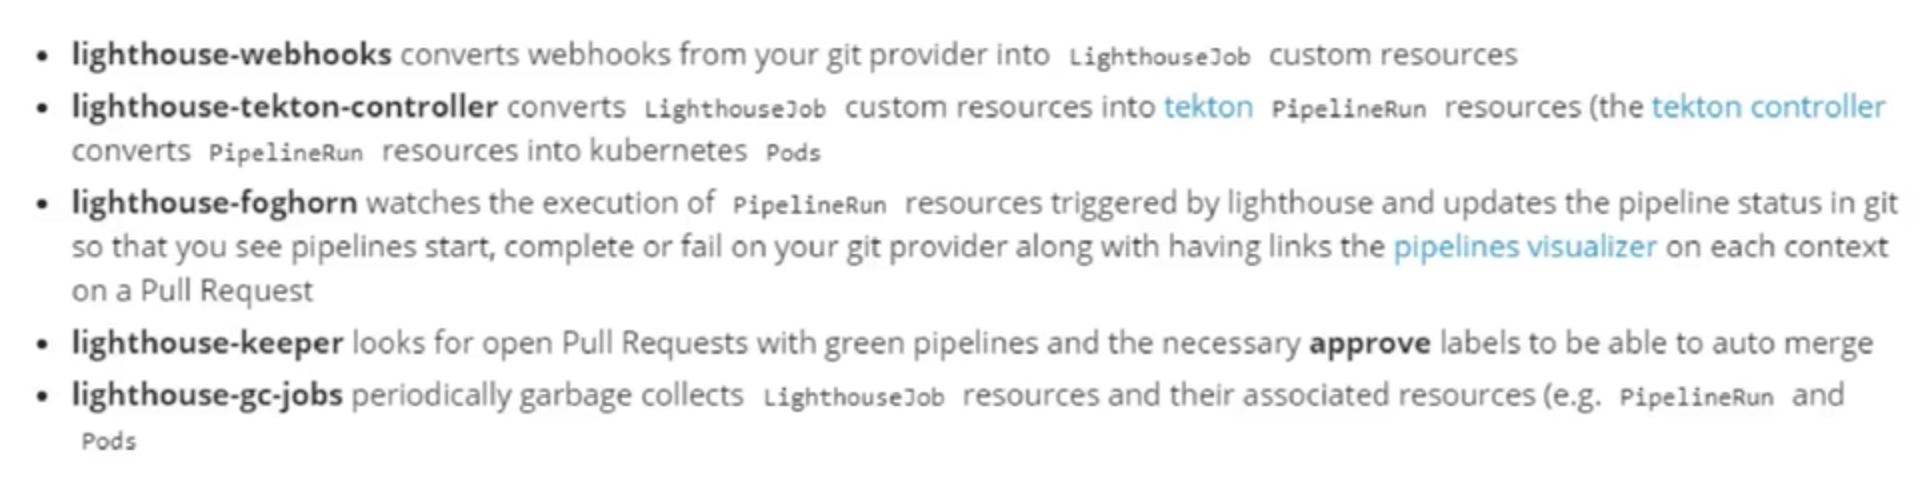 • lighthouse-webhooks converts webhooks from your git provider into LighthouseJob custom resources
• lighthouse-tekton-controller converts LighthouseJob custom resources into tekton PipelineRun resources (the tekton controller
converts PipelineRun resources into kubernetes Pods
• lighthouse-foghorn watches the execution of PipelineRun resources triggered by lighthouse and updates the pipeline status in git
so that you see pipelines start, complete or fail on your git provider along with having links the pipelines visualizer on each context
on a Pull Request
• lighthouse-keeper looks for open Pull Requests with green pipelines and the necessary approve labels to be able to auto merge
• lighthouse-gc-jobs periodically garbage collects LighthouseJob resources and their associated resources (e.g. PipelineRun and
Pods